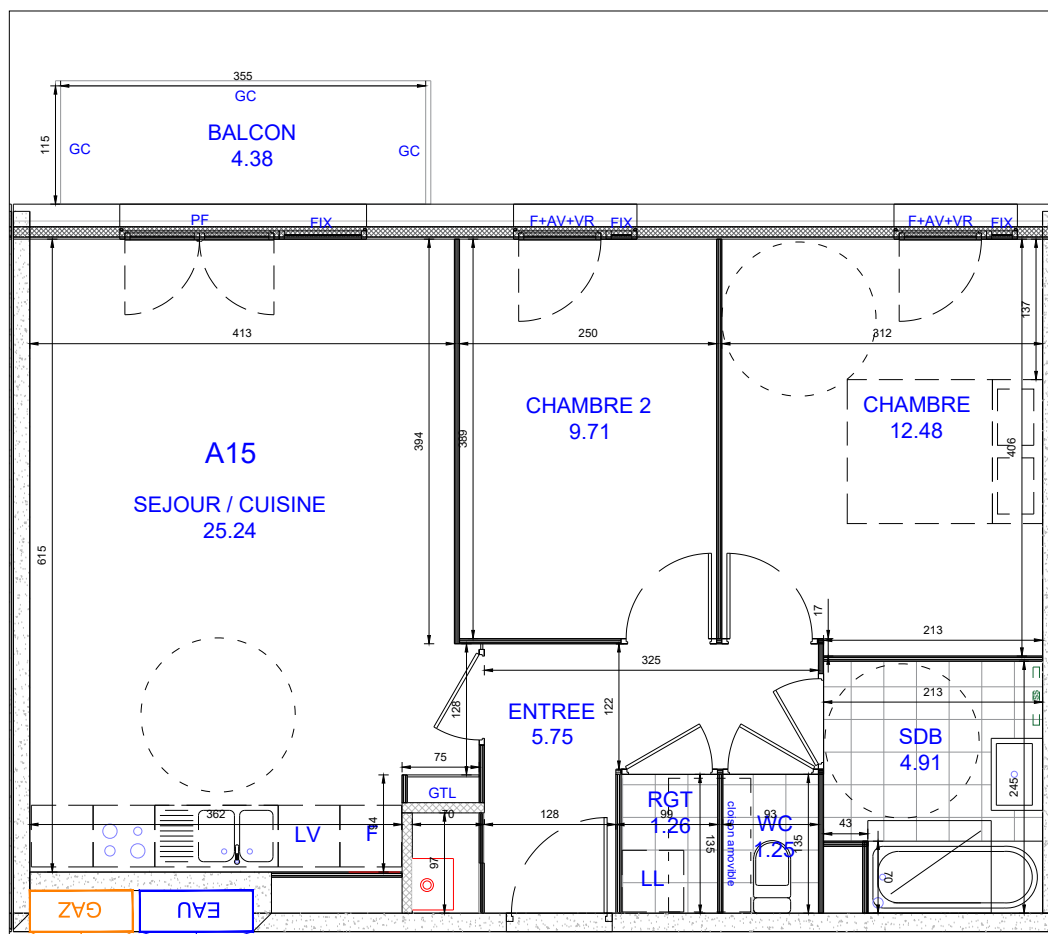 355
GC
115
GC
BALCON
4.38
GC
PF
FIX
F+AV+VR
FIX
F+AV+VR
FIX
413
250
312
137
CHAMBRE 2
9.71
CHAMBRE
12.48
394
389
406
A15
SEJOUR / CUISINE
25.24
615
17
213
325
128
122
213
ENTREE
5.75
SDB
4.91
75
GTL
245
RGT
1.26
99
cloison amovible
WC
1.25
93
362
LV
F
94
70
128
135
135
43
97
LL
70
GAZ
EAU